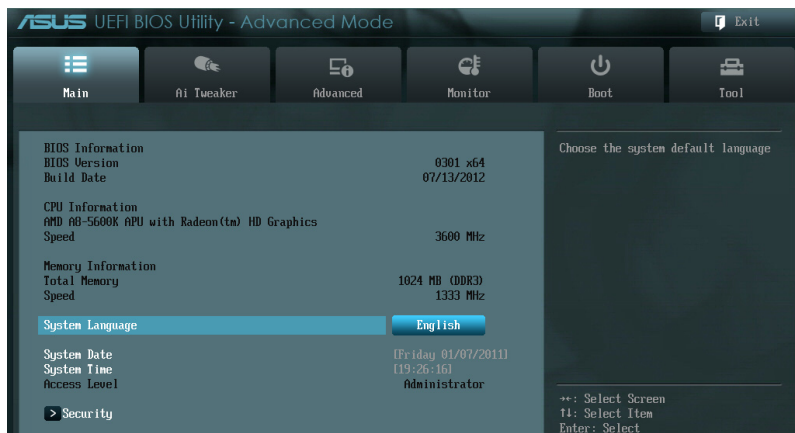 ASUS UEFI BIOS Utility - Advanced Mode
Exit
Main
Ai Tweaker
Advanced
Monitor
Boot
Tool
BIOS Information
BIOS Version 0301 x64
Build Date 07/13/2012
CPU Information
AMD A8-5600K APU with Radeon(tm) HD Graphics
Speed 3600 MHz
Memory Information
Total Memory 1024 MB (DDR3)
Speed 1333 MHz
System Language English
System Date [Friday 01/07/2011]
System Time [19:26:16]
Access Level Administrator
> Security
Choose the system default language
→←: Select Screen
↑↓: Select Item
Enter: Select